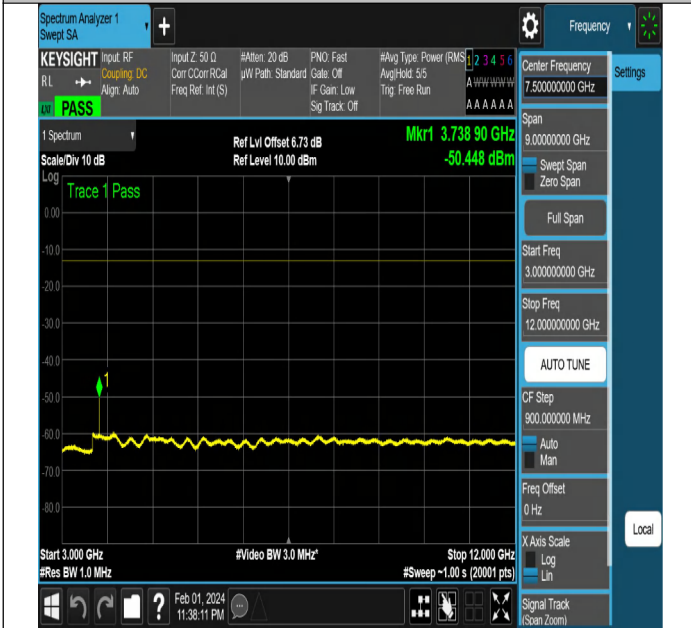 Spectrum Analyzer 1
Swept SA
+
Frequency
KEYSIGHT
RL
LXI
PASS
Input: RF
Coupling: DC
Align: Auto
Input Z: 50 Ω
Corr CCorr RCal
Freq Ref: Int (S)
#Atten: 20 dB
µW Path: Standard
PNO: Fast
Gate: Off
IF Gain: Low
Sig Track: Off
#Avg Type: Power (RMS
Avg|Hold: 5/5
Trig: Free Run
1 2 3 4 5 6
A W W W W W
A A A A A A
Center Frequency
7.500000000 GHz
Settings
1 Spectrum
Scale/Div 10 dB
Ref Lvl Offset 6.73 dB
Ref Level 10.00 dBm
Mkr1 3.738 90 GHz
-50.448 dBm
Log
Trace 1 Pass
0.00
-10.0
-20.0
-30.0
-40.0
-50.0
-60.0
-70.0
-80.0
1
Start 3.000 GHz
#Res BW 1.0 MHz
#Video BW 3.0 MHz*
Stop 12.000 GHz
#Sweep ~1.00 s (20001 pts)
Span
9.00000000 GHz
Swept Span
Zero Span
Full Span
Start Freq
3.000000000 GHz
Stop Freq
12.000000000 GHz
AUTO TUNE
CF Step
900.000000 MHz
Auto
Man
Freq Offset
0 Hz
X Axis Scale
Log
Lin
Signal Track
(Span Zoom)
Local
?
Feb 01, 2024
11:38:11 PM